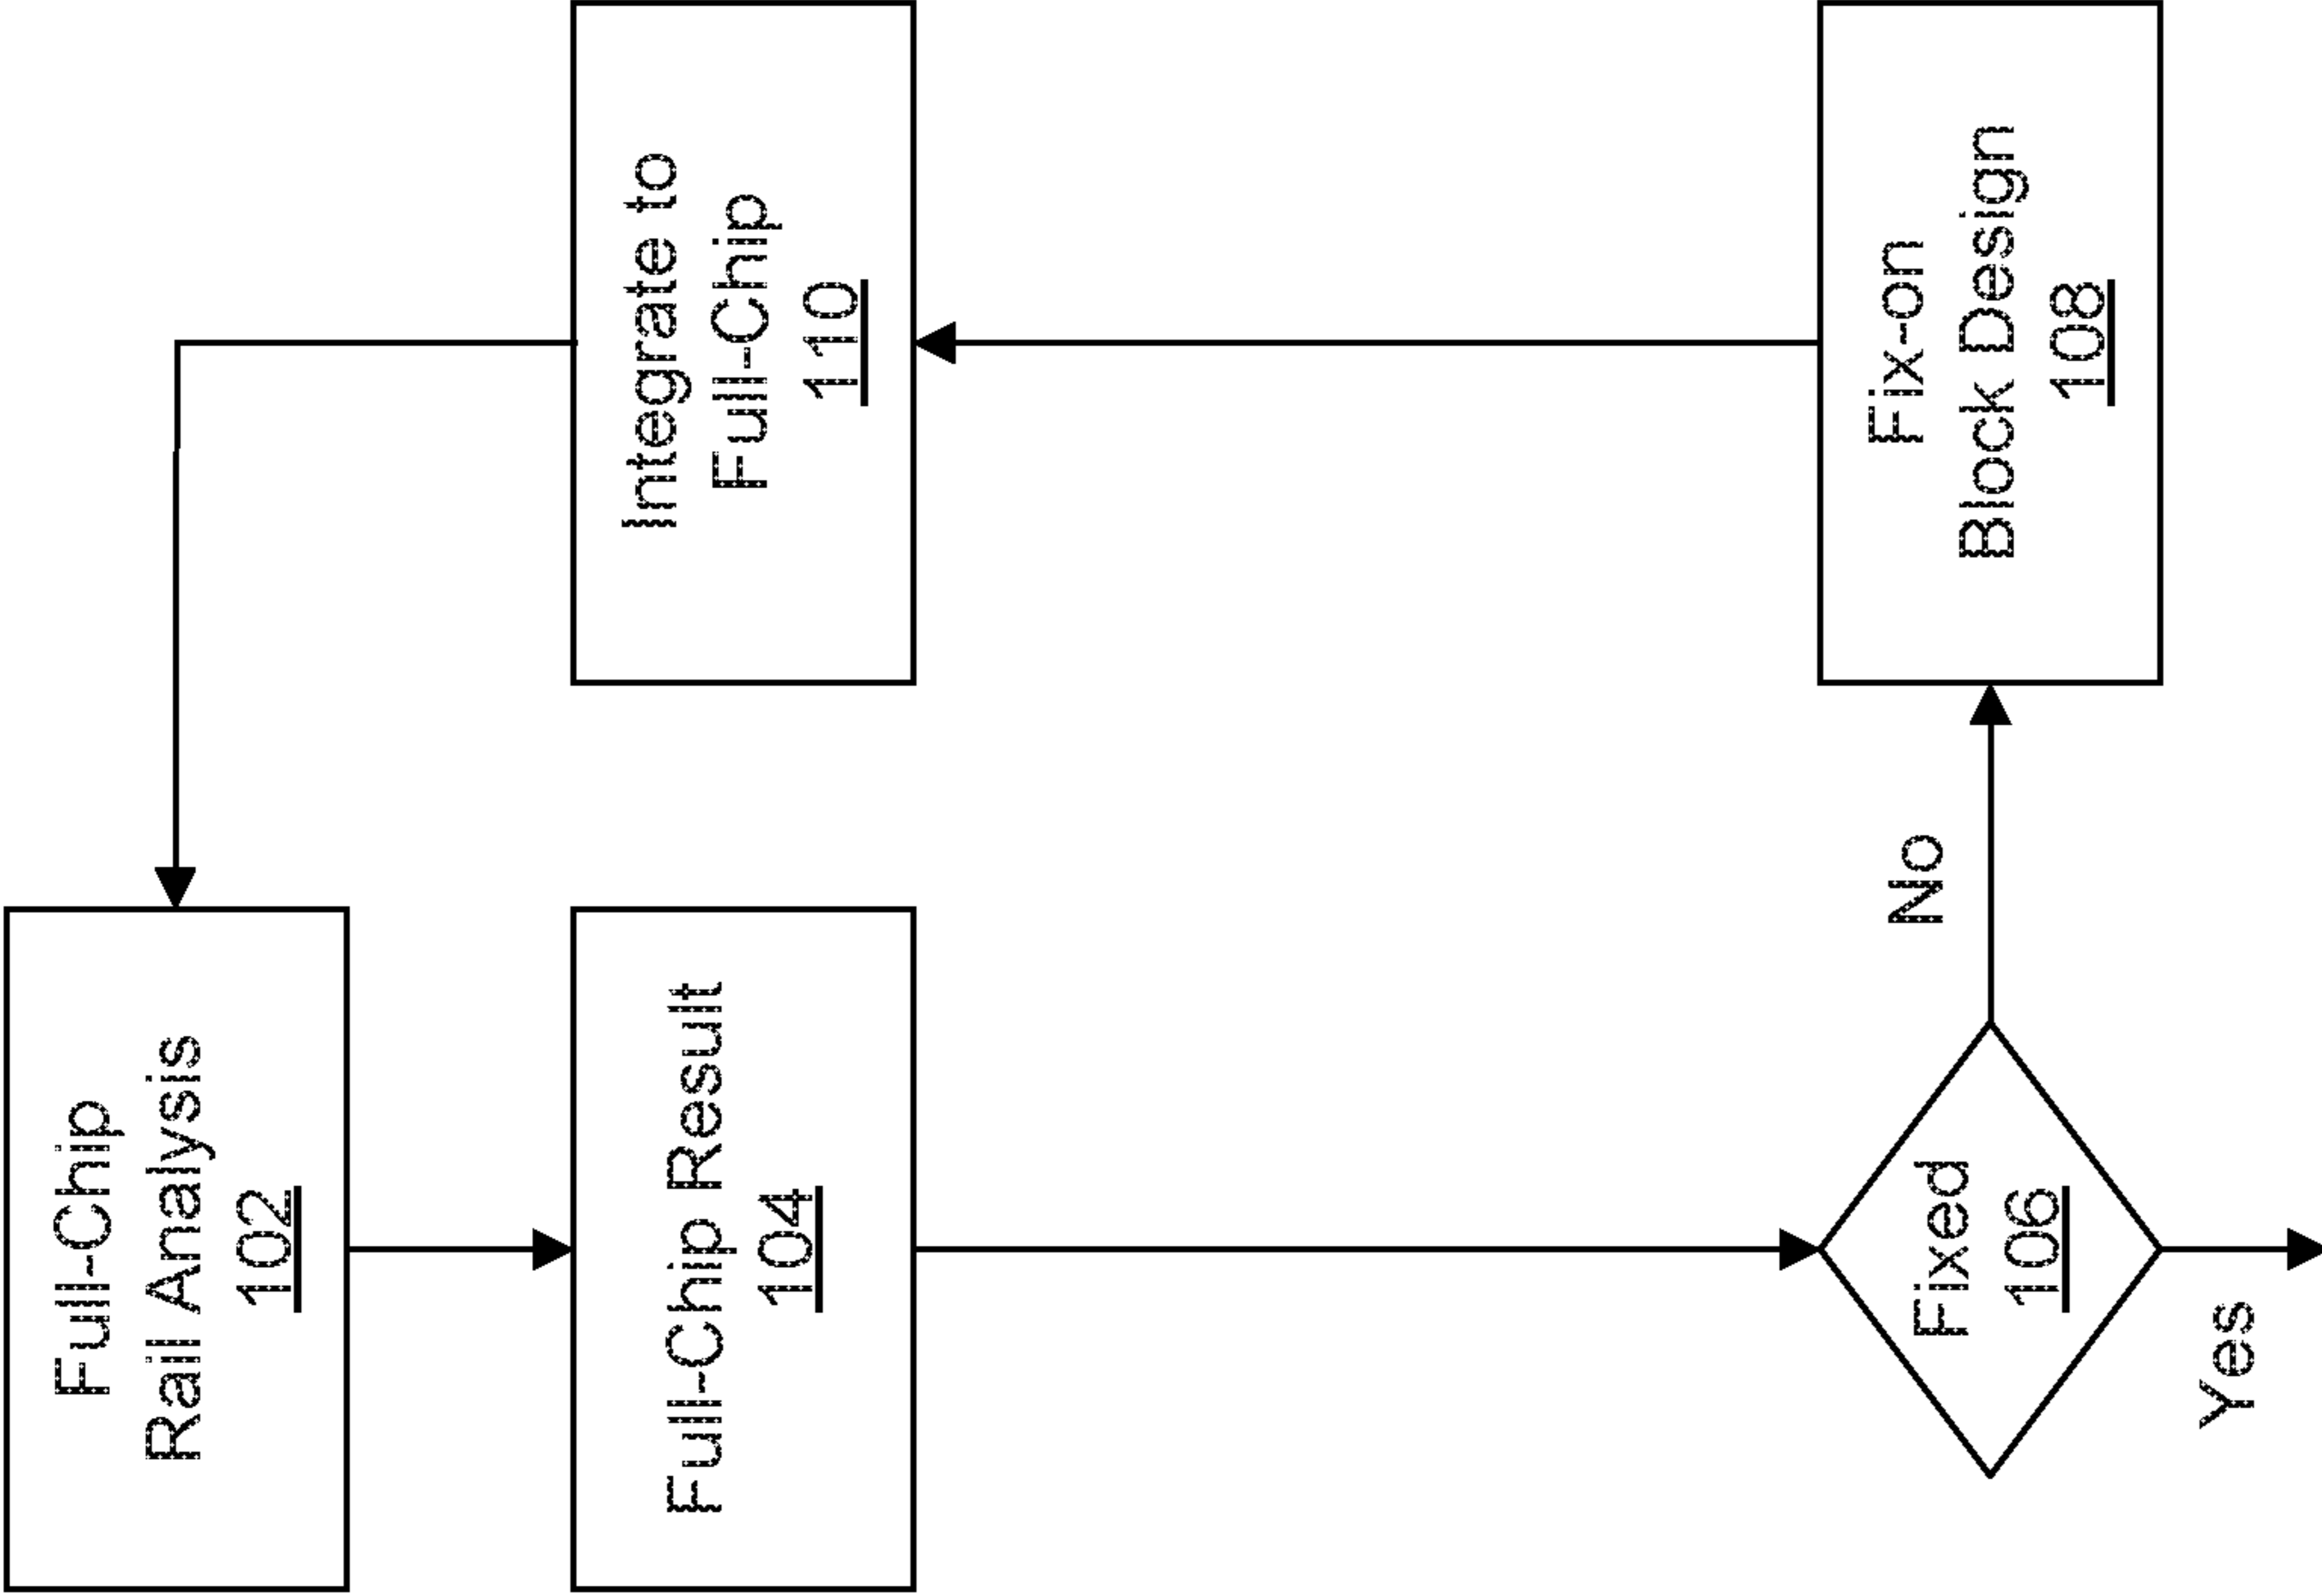 Full-Chip
Rail Analysis
102
Full-Chip Result
104
Fixed
106
Yes
No
Fix-on
Block Design
108
Integrate to
Full-Chip
110